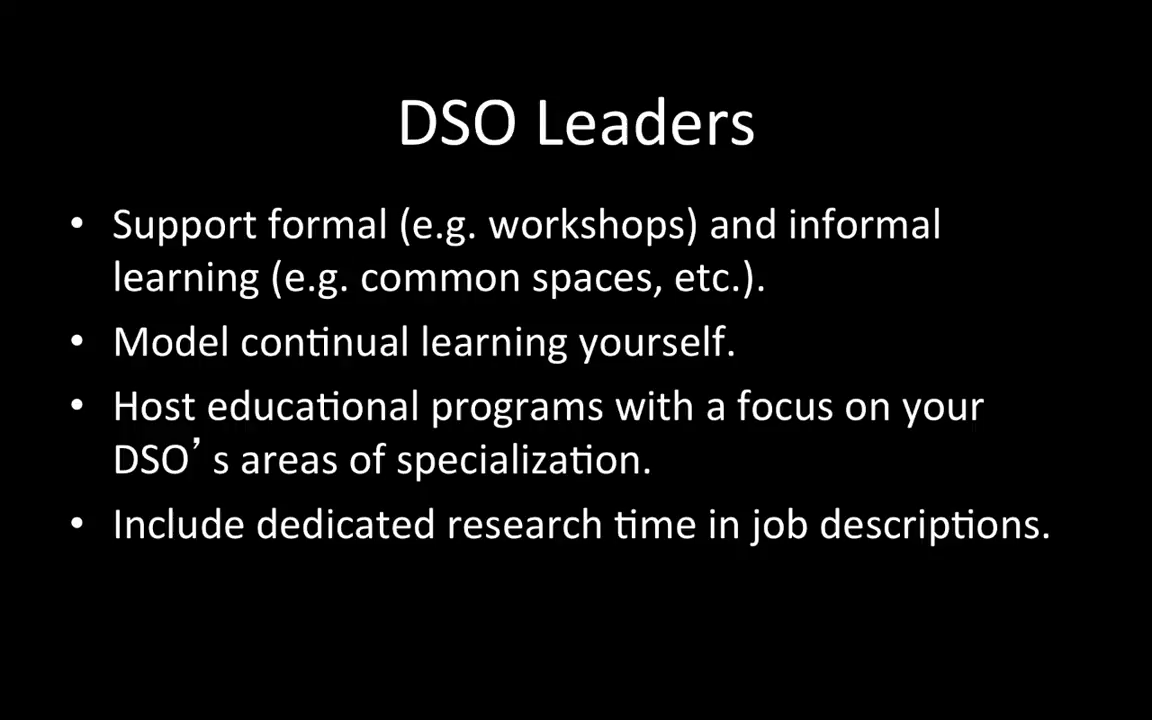 DSO Leaders
• Support formal (e.g. workshops) and informal
learning (e.g. common spaces, etc.).
• Model continual learning yourself.
• Host educational programs with a focus on your
DSO’s areas of specialization.
• Include dedicated research time in job descriptions.